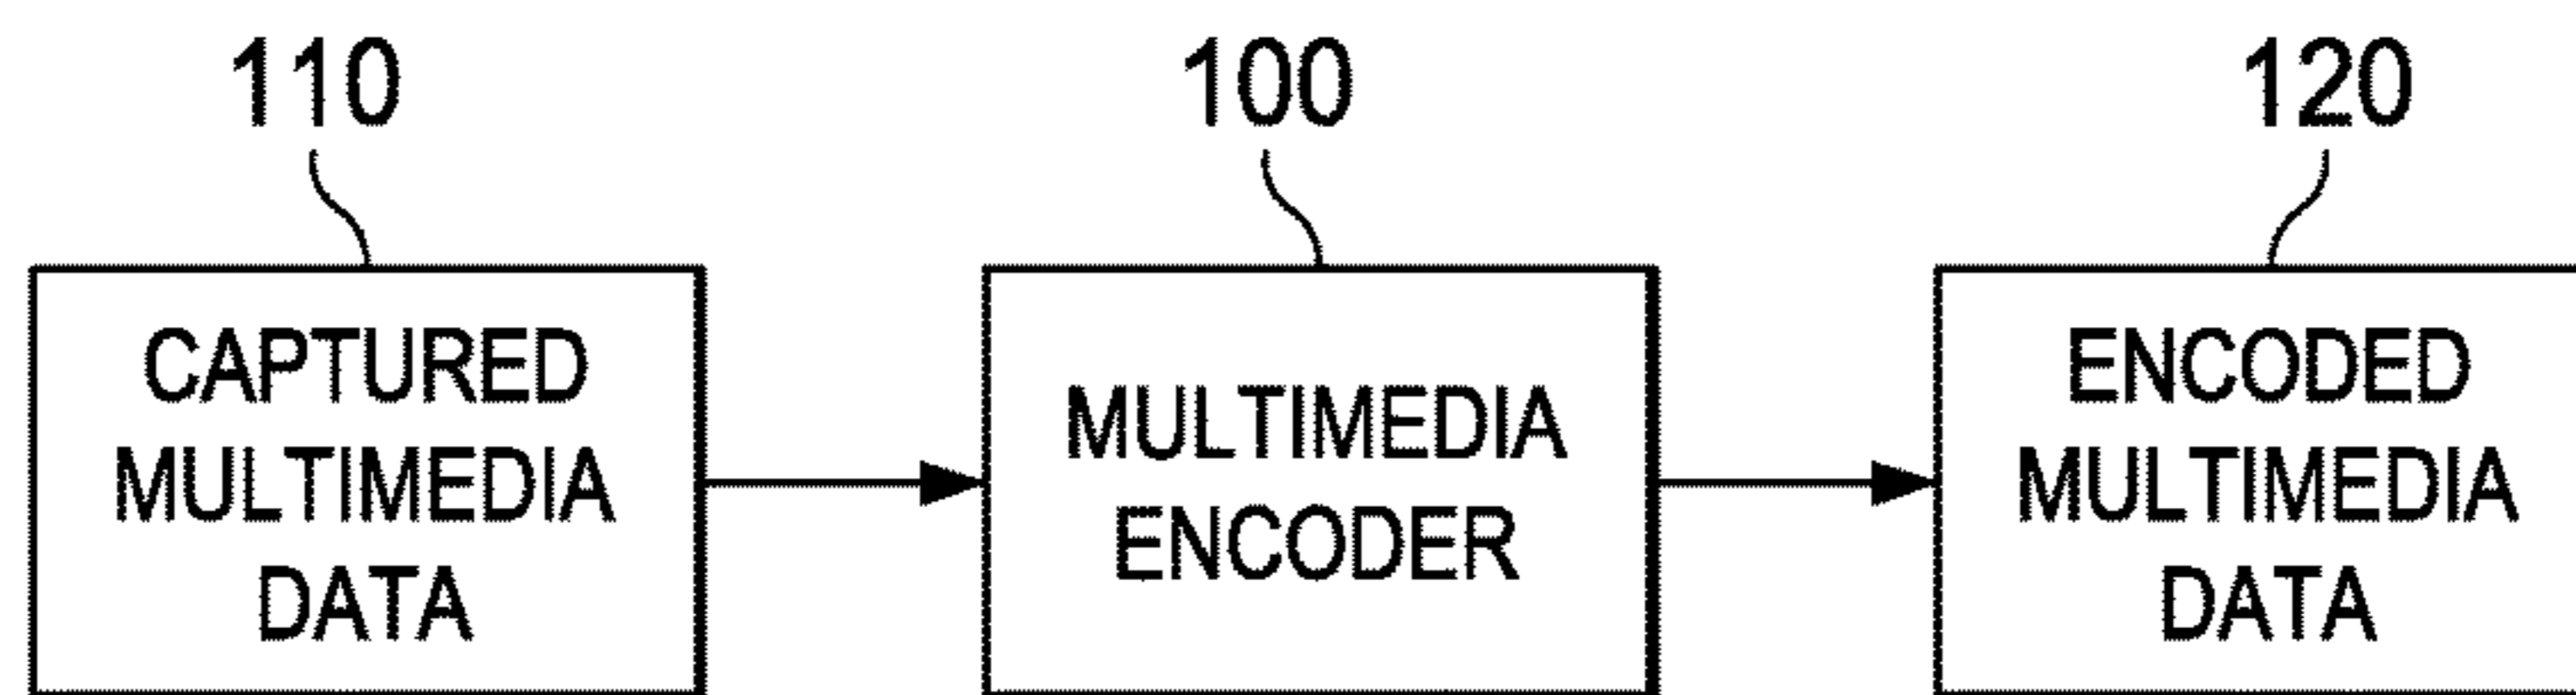 110
100
120
CAPTURED
MULTIMEDIA
DATA
MULTIMEDIA
ENCODER
ENCODED
MULTIMEDIA
DATA